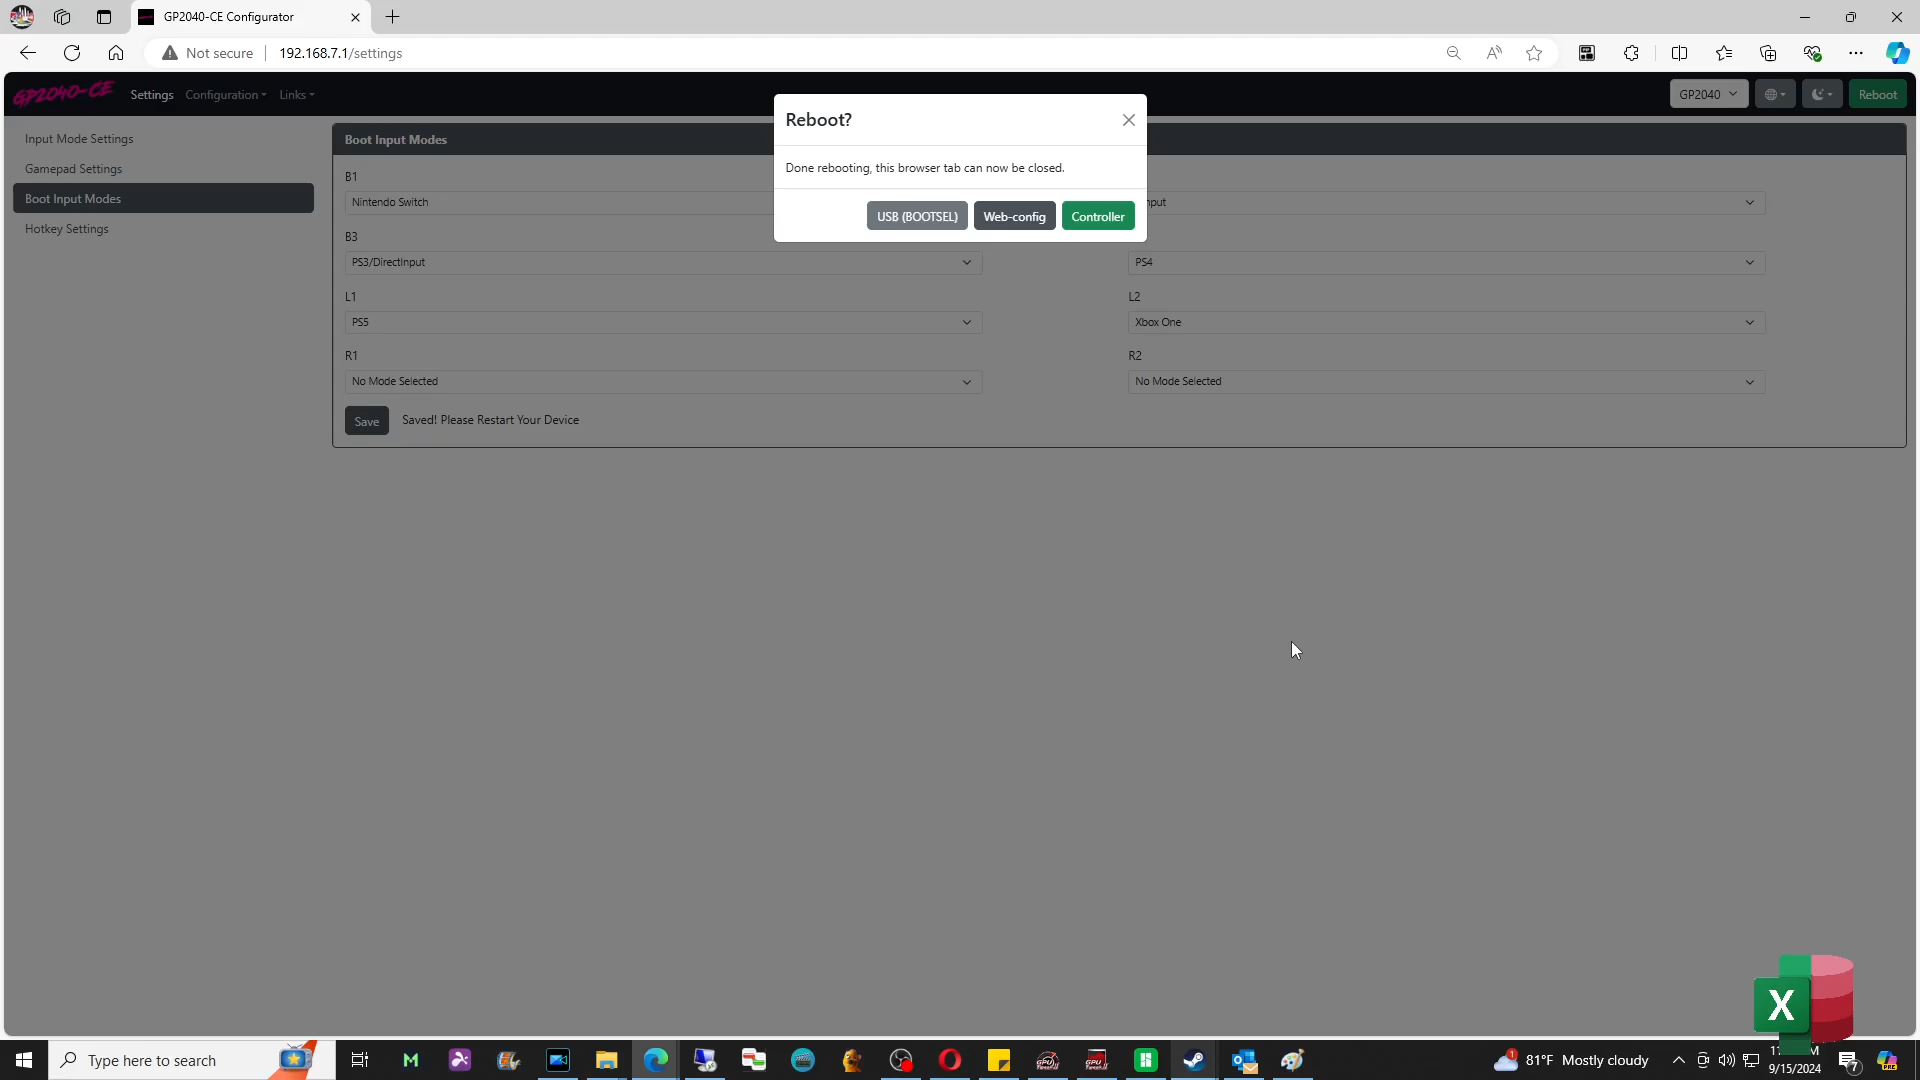 GP2040-CE Configurator
Not secure
192.168.7.1/settings
GP2040-CE
Settings
Configuration
Links
GP2040
Reboot
Input Mode Settings
Gamepad Settings
Boot Input Modes
Hotkey Settings
Boot Input Modes
Reboot?
Done rebooting, this browser tab can now be closed.
USB (BOOTSEL)
Web-config
Controller
B1
Nintendo Switch
B3
PS3/DirectInput
PS4
L1
L2
PS5
Xbox One
R1
R2
No Mode Selected
No Mode Selected
Save
Saved! Please Restart Your Device
X
Type here to search
M
1
81°F Mostly cloudy
9/15/2024
7
PRE